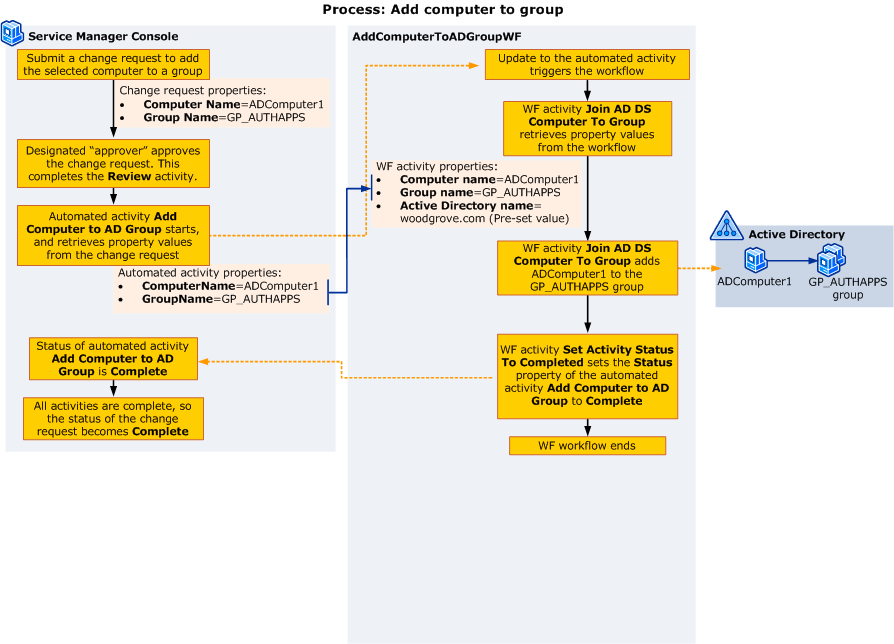 Process: Add computer to group
Service Manager Console
Submit a change request to add
the selected computer to a group
Change request properties:
• Computer Name=ADComputer1
• Group Name=GP_AUTHAPPS
Designated “approver” approves
the change request. This
completes the Review activity.
Automated activity Add
Computer to AD Group starts,
and retrieves property values
from the change request
Automated activity properties:
• ComputerName=ADComputer1
• GroupName=GP_AUTHAPPS
Status of automated activity
Add Computer to AD
Group is Complete
All activities are complete, so
the status of the change
request becomes Complete
AddComputerToADGroupWF
Update to the automated activity
triggers the workflow
WF activity Join AD DS
Computer To Group
retrieves property values
from the workflow
WF activity properties:
• Computer name=ADComputer1
• Group name=GP_AUTHAPPS
• Active Directory name=
woodgrove.com (Pre-set value)
WF activity Join AD DS
Computer To Group adds
ADComputer1 to the
GP_AUTHAPPS group
WF activity Set Activity Status
To Completed sets the Status
property of the automated
activity Add Computer to AD
Group to Complete
WF workflow ends
Active Directory
ADComputer1
GP_AUTHAPPS
group